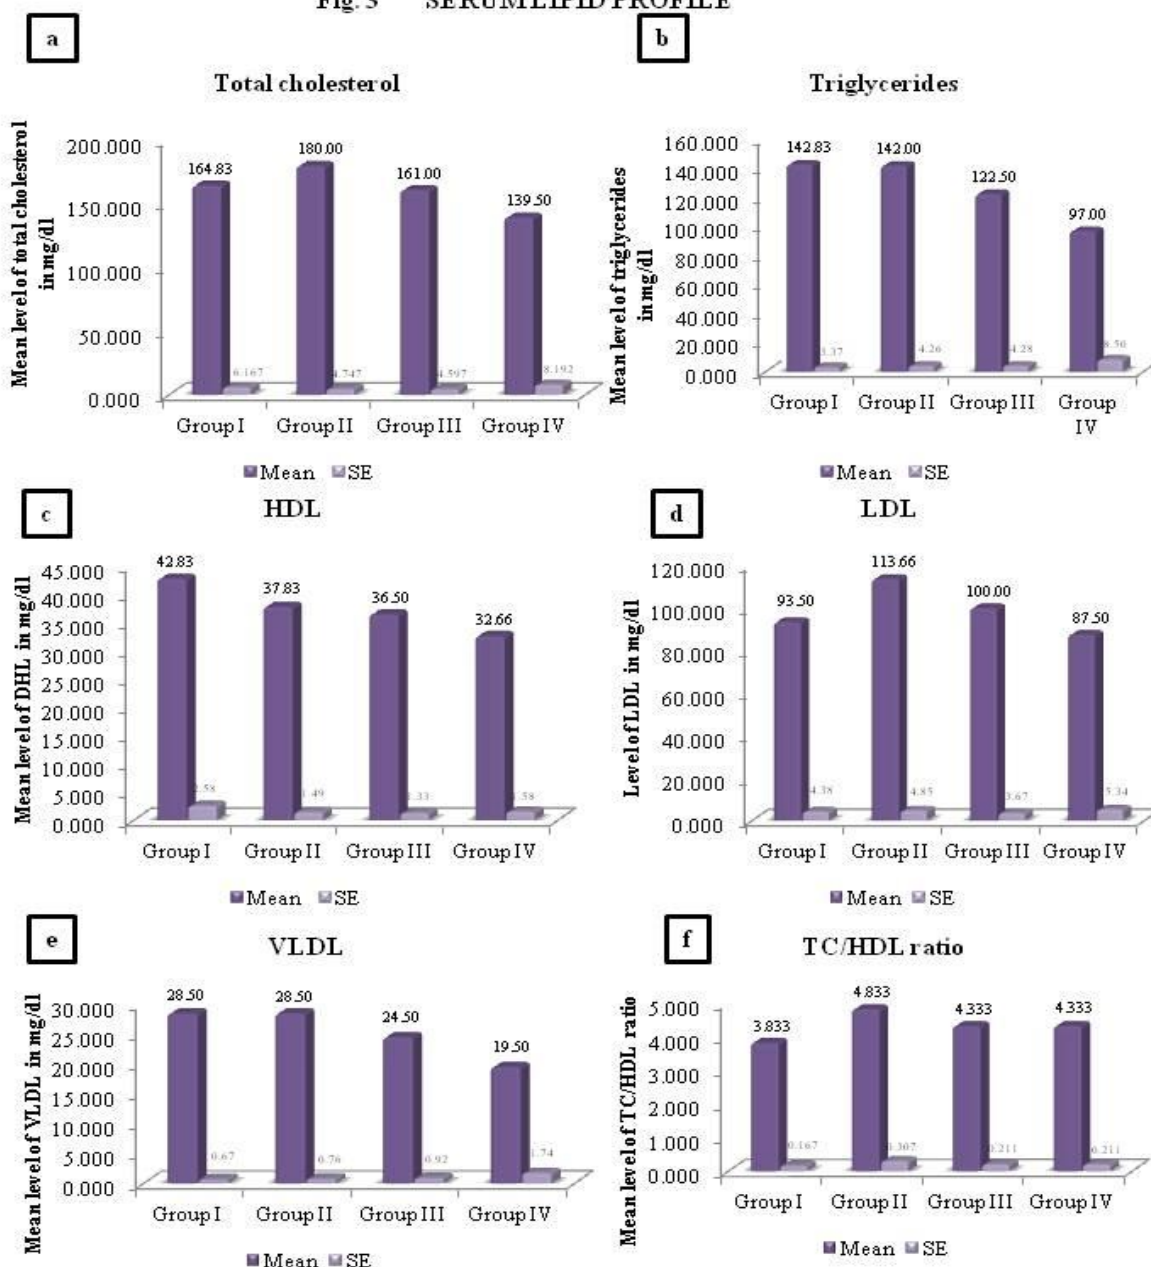 SERUM LIPID PROFILE
a
Total cholesterol
Mean level of total cholesterol
in mg/dl
200.000
150.000
100.000
50.000
0.000
164.83
180.00
161.00
139.50
6.167
4.747
4.597
8.192
Group I
Group II
Group III
Group IV
Mean
SE
b
Triglycerides
Mean level of triglycerides
in mg/dl
160.000
140.000
120.000
100.000
80.000
60.000
40.000
20.000
0.000
142.83
142.00
122.50
97.00
3.37
4.26
4.28
8.50
Group I
Group II
Group III
Group
IV
Mean
SE
c
HDL
Mean level of DHL in mg/dl
45.000
40.000
35.000
30.000
25.000
20.000
15.000
10.000
5.000
0.000
42.83
37.83
36.50
32.66
2.58
1.49
1.33
1.58
Group I
Group II
Group III
Group IV
Mean
SE
d
LDL
Level of LDL in mg/dl
120.000
100.000
80.000
60.000
40.000
20.000
0.000
93.50
113.66
100.00
87.50
4.38
4.85
3.67
5.34
Group I
Group II
Group III
Group IV
Mean
SE
e
VLDL
Mean level of VLDL in mg/dl
30.000
25.000
20.000
15.000
10.000
5.000
0.000
28.50
28.50
24.50
19.50
0.67
0.76
0.92
1.74
Group I
Group II
Group III
Group IV
Mean
SE
f
TC/HDL ratio
Mean level of TC/HDL ratio
5.000
4.000
3.000
2.000
1.000
0.000
3.833
4.833
4.333
4.333
0.167
0.307
0.211
0.211
Group I
Group II
Group III
Group IV
Mean
SE